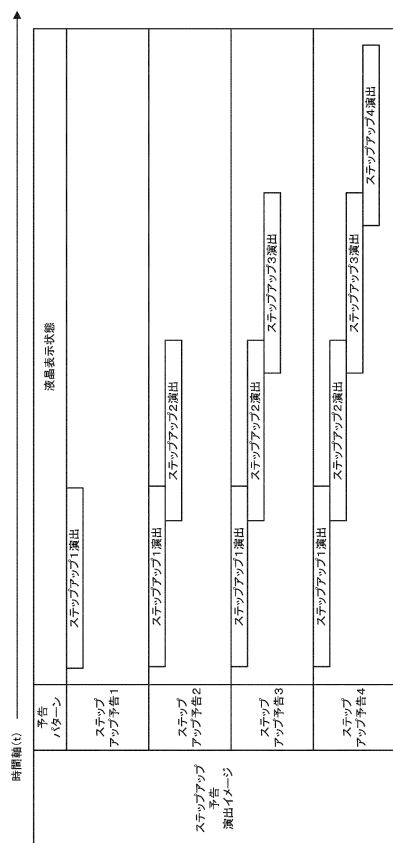 時間軸(t)
ステップアップ
予告
演出イメージ
予告
パターン
液晶表示状態
ステップ
アップ予告1
ステップアップ1演出
ステップ
アップ予告2
ステップアップ1演出
ステップアップ2演出
ステップ
アップ予告3
ステップアップ1演出
ステップアップ2演出
ステップアップ3演出
ステップ
アップ予告4
ステップアップ1演出
ステップアップ2演出
ステップアップ3演出
ステップアップ4演出